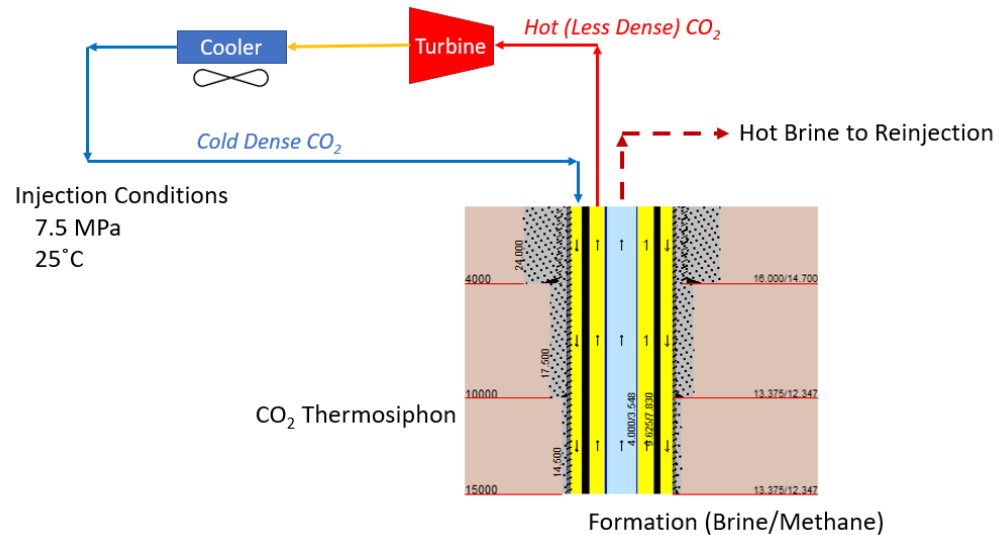 Hot (Less Dense) CO2
Cooler
Turbine
Cold Dense CO2
Hot Brine to Reinjection
Injection Conditions
7.5 MPa
25˚C
24.000
4000
16.000/14.700
17.500
10000
13.375/12.347
4.000/3.548
9.625/7.830
CO2 Thermosiphon
14.500
15000
13.375/12.347
Formation (Brine/Methane)